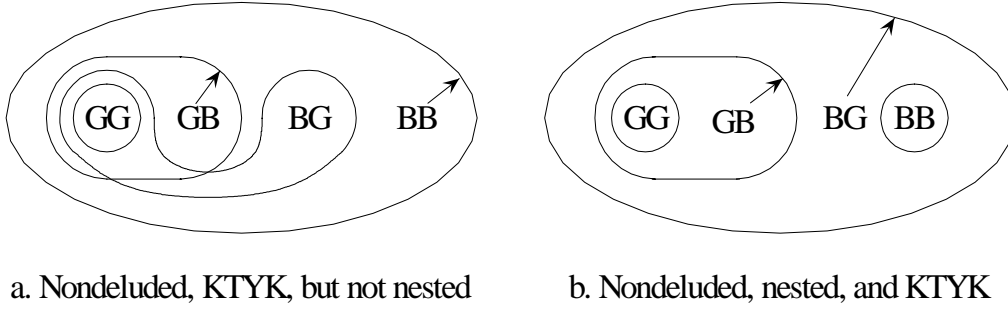 GG GB BG BB GG GB BG BB
a. Nondeluded, KTYK, but not nested
b. Nondeluded, nested, and KTYK